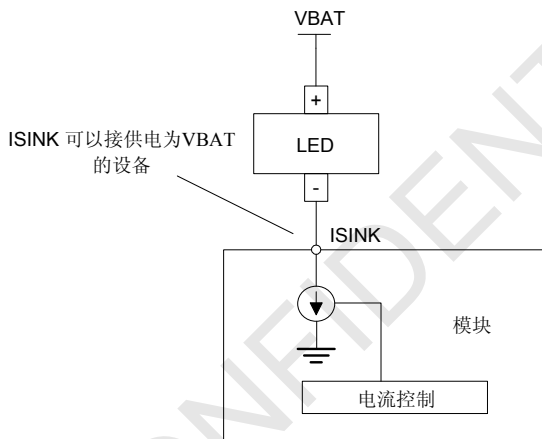 VBAT
+
ISINK 可以接供电为VBAT
的设备
LED
-
ISINK
模块
电流控制
CONFIDENT